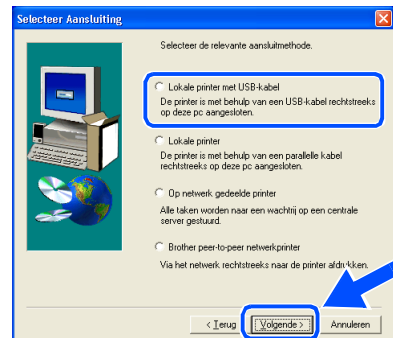 Selecteer Aansluiting
Selecteer de relevante aansluitmethode.
Lokale printer met USB-kabel
De printer is met behulp van een USB-kabel rechtstreeks
op deze pc aangesloten.
Lokale printer
De printer is met behulp van een parallelle kabel
rechtstreeks op deze pc aangesloten.
Op netwerk gedeelde printer
Alle taken worden naar een wachtrij op een centrale
server gestuurd.
Brother peer-to-peer netwerkprinter
Via het netwerk rechtstreeks naar de printer afdrukken.
< Terug
Volgende >
Annuleren